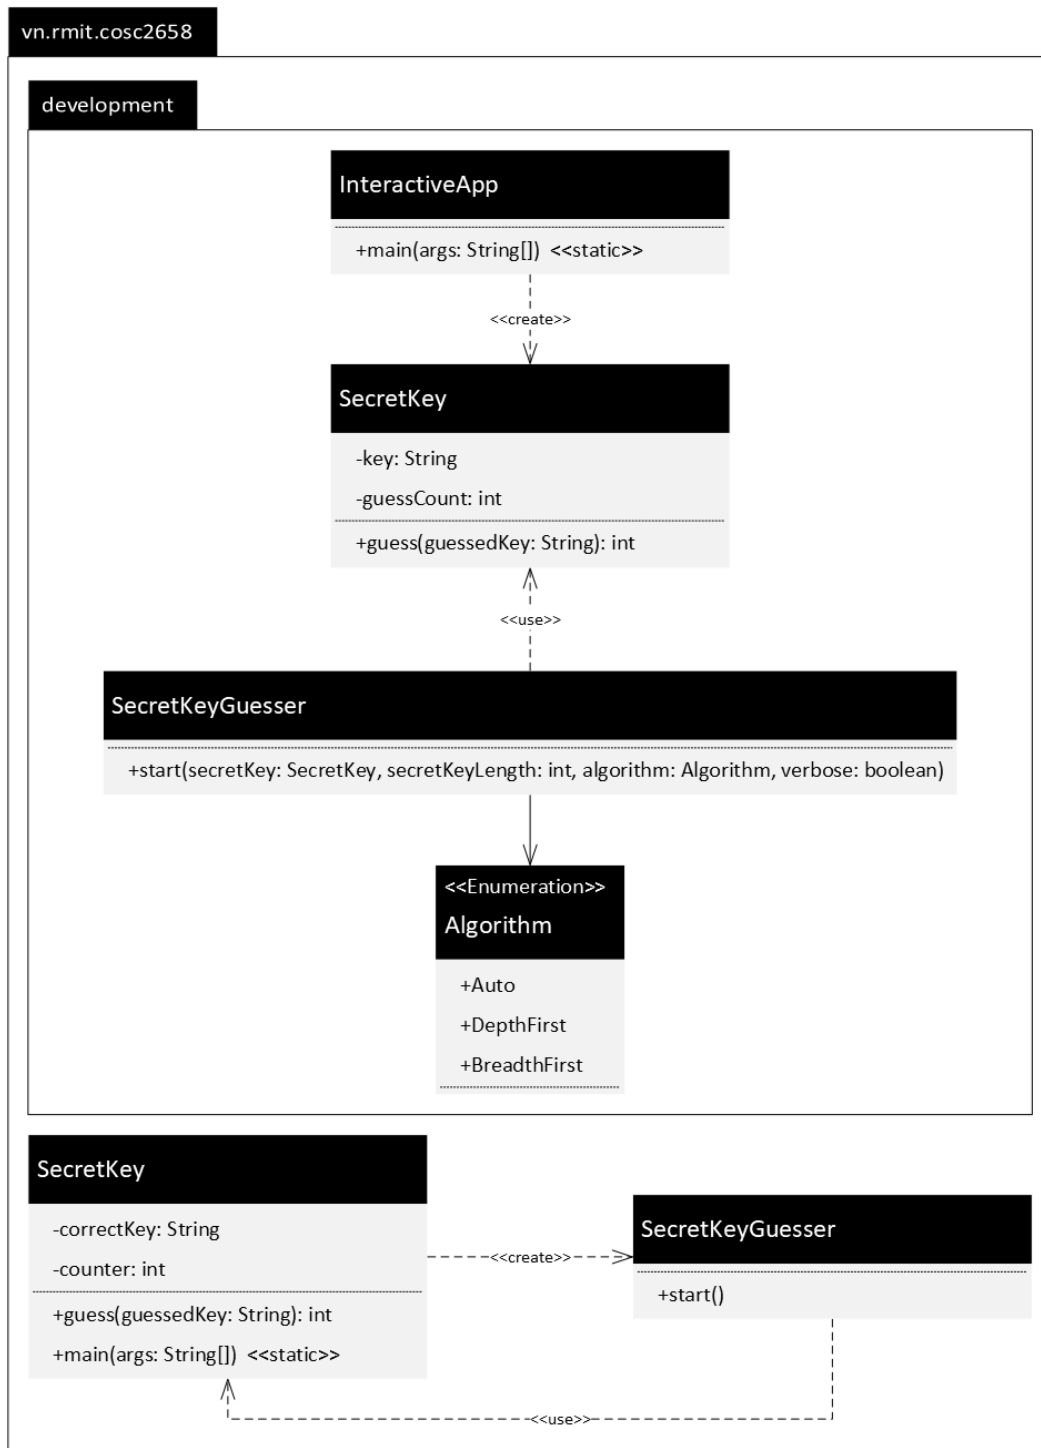 vn.rmit.cosc2658
development
InteractiveApp
+main(args: String[]) <<static>>
<<create>>
SecretKey
-key: String
-guessCount: int
+guess(guessedKey: String): int
<<use>>
SecretKeyGuesser
+start(secretKey: SecretKey, secretKeyLength: int, algorithm: Algorithm, verbose: boolean)
<<Enumeration>>
Algorithm
+Auto
+DepthFirst
+BreadthFirst
SecretKey
-correctKey: String
-counter: int
+guess(guessedKey: String): int
+main(args: String[]) <<static>>
<<create>>
SecretKeyGuesser
+start()
<<use>>